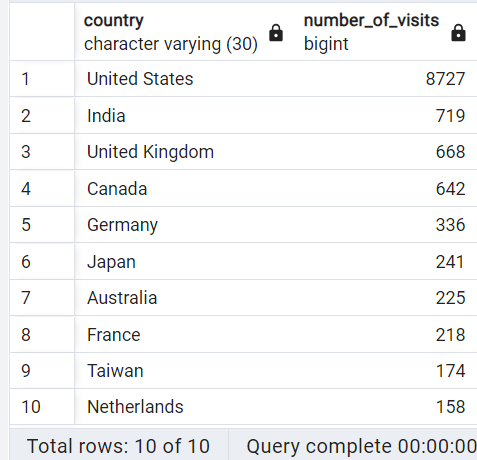 country number_of_visits
character varying (30) bigint
1 United States 8727
2 India 719
3 United Kingdom 668
4 Canada 642
5 Germany 336
6 Japan 241
7 Australia 225
8 France 218
9 Taiwan 174
10 Netherlands 158
Total rows: 10 of 10 Query complete 00:00:00